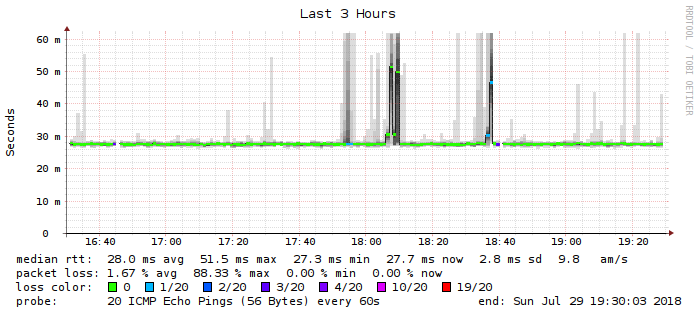 Last 3 Hours
RRDTOOL / TOBI OETIKER
Seconds
60 m
50 m
40 m
30 m
20 m
10 m
0
16:40 17:00 17:20 17:40 18:00 18:20 18:40 19:00 19:20
median rtt: 28.0 ms avg 51.5 ms max 27.3 ms min 27.7 ms now 2.8 ms sd 9.8 am/s
packet loss: 1.67 % avg 88.33 % max 0.00 % min 0.00 % now
loss color: 0 1/20 2/20 3/20 4/20 10/20 19/20
probe: 20 ICMP Echo Pings (56 Bytes) every 60s end: Sun Jul 29 19:30:03 2018